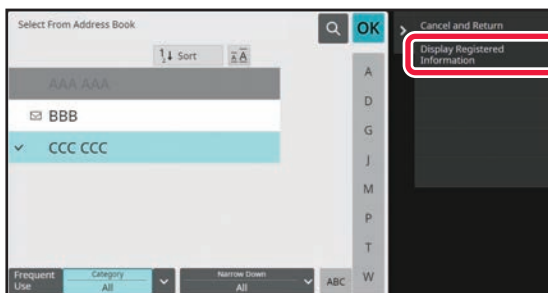 Select From Address Book
OK
Cancel and Return
Display Registered
Information
Sort
AAA AAA
BBB
CCC CCC
A
D
G
J
M
P
T
W
Frequent
Use
Category
All
Narrow Down
All
ABC